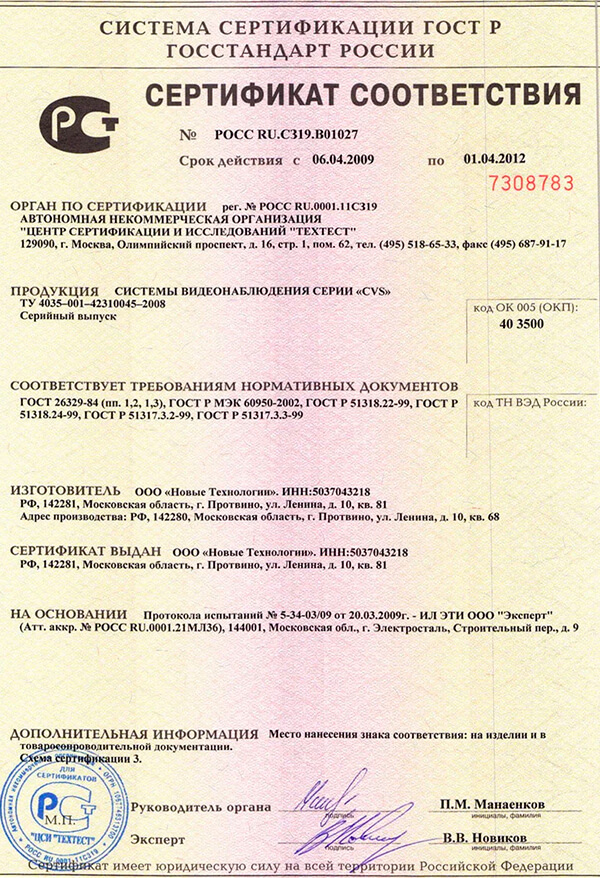 СИСТЕМА СЕРТИФИКАЦИИ ГОСТ Р
ГОССТАНДАРТ РОССИИ
СЕРТИФИКАТ СООТВЕТСТВИЯ
№ РОСС RU.СЗ19.В01027
Срок действия с 06.04.2009 по 01.04.2012
7308783
ОРГАН ПО СЕРТИФИКАЦИИ рег. № РОСС RU.0001.11СЗ19
АВТОНОМНАЯ НЕКОММЕРЧЕСКАЯ ОРГАНИЗАЦИЯ
"ЦЕНТР СЕРТИФИКАЦИИ И ИССЛЕДОВАНИЙ "ТЕХТЕСТ"
129090, г. Москва, Олимпийский проспект, д. 16, стр. 1, пом. 62, тел. (495) 518-65-33, факс (495) 687-91-17
ПРОДУКЦИЯ СИСТЕМЫ ВИДЕОНАБЛЮДЕНИЯ СЕРИИ «CVS»
ТУ 4035–001–42310045–2008
Серийный выпуск
код ОК 005 (ОКП):
40 3500
СООТВЕТСТВУЕТ ТРЕБОВАНИЯМ НОРМАТИВНЫХ ДОКУМЕНТОВ
ГОСТ 26329-84 (пп. 1,2, 1,3), ГОСТ Р МЭК 60950-2002, ГОСТ Р 51318.22-99, ГОСТ Р
51318.24-99, ГОСТ Р 51317.3.2-99, ГОСТ Р 51317.3.3-99
код ТН ВЭД России:
ИЗГОТОВИТЕЛЬ ООО «Новые Технологии». ИНН:5037043218
РФ, 142281, Московская область, г. Протвино, ул. Ленина, д. 10, кв. 81
Адрес производства: РФ, 142280, Московская область, г. Протвино, ул. Ленина, д. 10, кв. 68
СЕРТИФИКАТ ВЫДАН ООО «Новые Технологии». ИНН:5037043218
РФ, 142281, Московская область, г. Протвино, ул. Ленина, д. 10, кв. 81
НА ОСНОВАНИИ Протокола испытаний № 5-34-03/09 от 20.03.2009г. - ИЛ ЭТИ ООО "Эксперт"
(Атт. аккр. № РОСС RU.0001.21МЛ36), 144001, Московская обл., г. Электросталь, Строительный пер., д. 9
ДОПОЛНИТЕЛЬНАЯ ИНФОРМАЦИЯ Место нанесения знака соответствия: на изделии и в
товаросопроводительной документации.
Схема сертификации 3.
ДЛЯ
СЕРТИФИКАТОВ
М.П.
"ЦСИ "ТЕХТЕСТ"
РОСС RU.0001.11СЗ19
Руководитель органа
подпись
П.М. Манаенков
инициалы, фамилия
Эксперт
подпись
В.В. Новиков
инициалы, фамилия
Сертификат имеет юридическую силу на всей территории Российской Федерации